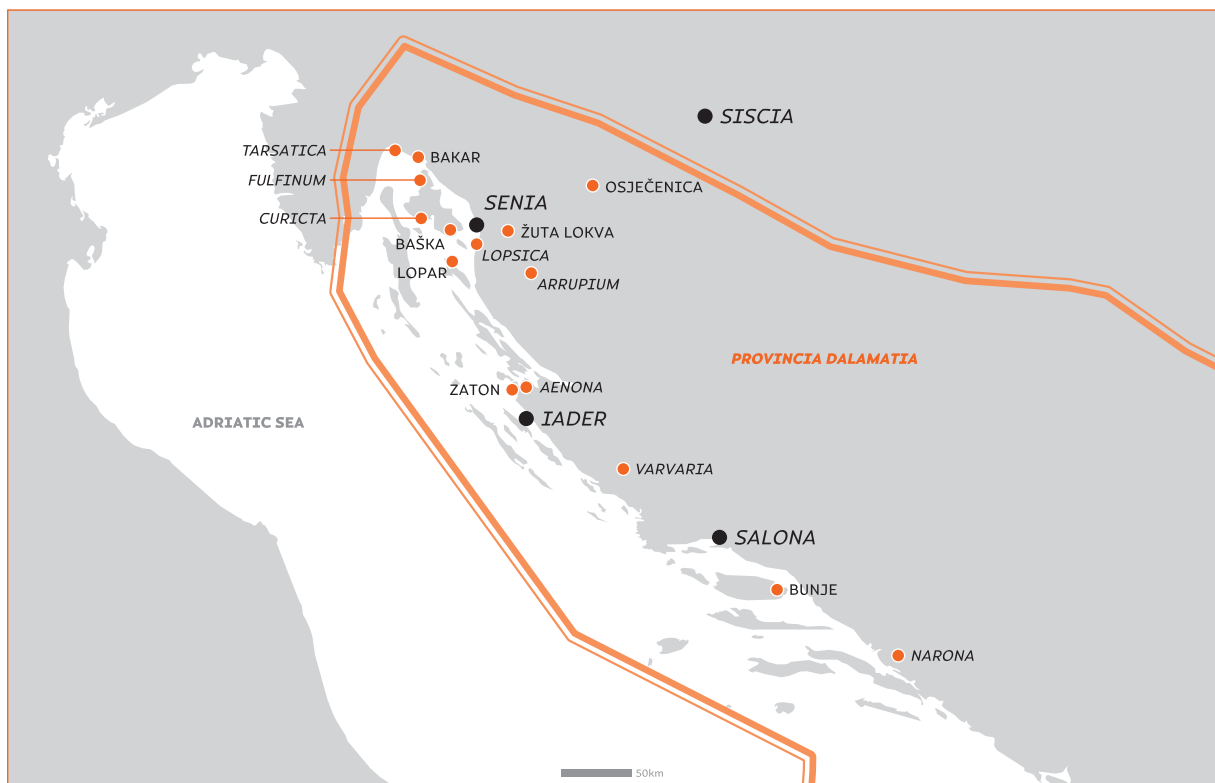 SISCIA
TARSATICA
BAKAR
FULFINUM
OSJEČENICA
SENIA
CURICTA
ŽUTA LOKVA
BAŠKA
LOPSICA
LOPAR
ARRUPIUM
PROVINCIA DALAMATIA
ZATON
AENONA
ADRIATIC SEA
IADER
VARVARIA
SALONA
BUNJE
NARONA
50km